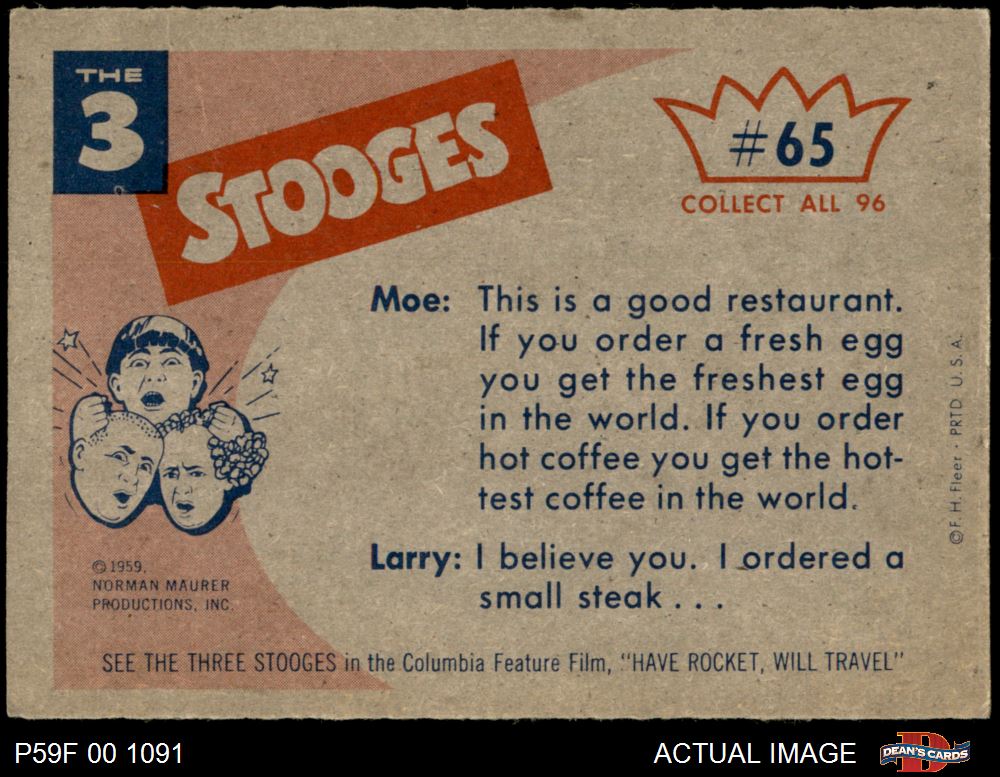 THE
3
STOOGES
#65
COLLECT ALL 96
Moe: This is a good restaurant.
If you order a fresh egg
you get the freshest egg
in the world. If you order
hot coffee you get the hot-
test coffee in the world.
Larry: I believe you. I ordered a
small steak . . .
© 1959,
NORMAN MAURER
PRODUCTIONS, INC.
© F. H. Fleer · PRTD U. S. A.
SEE THE THREE STOOGES in the Columbia Feature Film, "HAVE ROCKET, WILL TRAVEL"
P59F 00 1091
ACTUAL IMAGE
DEAN'S CARDS